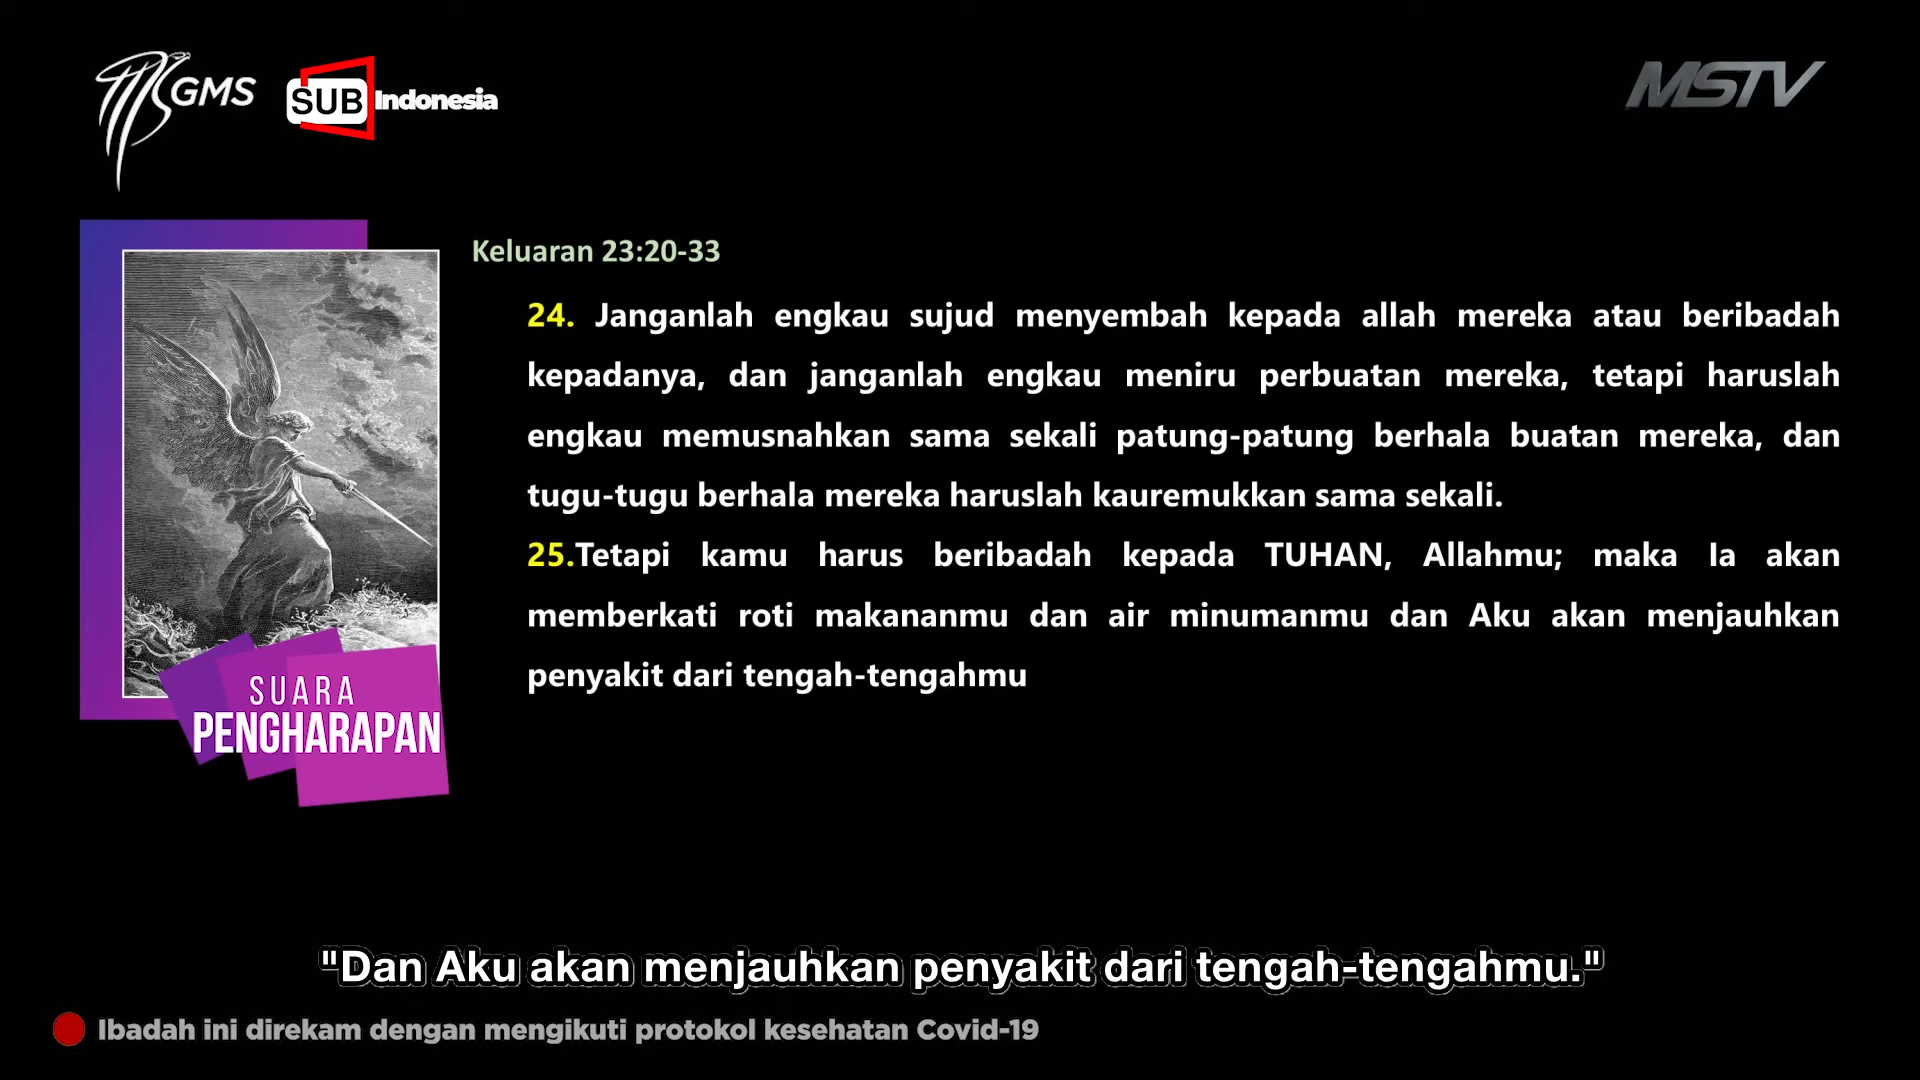 GMS
SUB Indonesia
MSTV
Keluaran 23:20-33
24. Janganlah engkau sujud menyembah kepada allah mereka atau beribadah
kepadanya, dan janganlah engkau meniru perbuatan mereka, tetapi haruslah
engkau memusnahkan sama sekali patung-patung berhala buatan mereka, dan
tugu-tugu berhala mereka haruslah kauremukkan sama sekali.
25.Tetapi kamu harus beribadah kepada TUHAN, Allahmu; maka Ia akan
memberkati roti makananmu dan air minumanmu dan Aku akan menjauhkan
penyakit dari tengah-tengahmu
SUARA
PENGHARAPAN
"Dan Aku akan menjauhkan penyakit dari tengah-tengahmu."
Ibadah ini direkam dengan mengikuti protokol kesehatan Covid-19